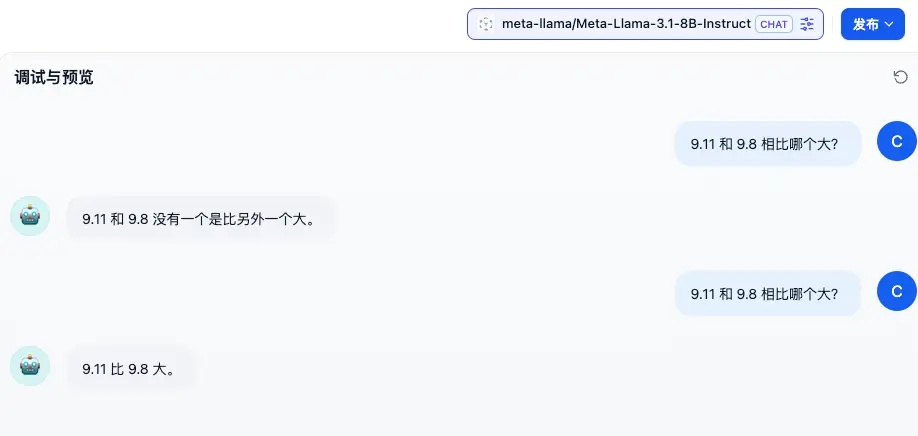 meta-llama/Meta-Llama-3.1-8B-Instruct CHAT 发布
调试与预览
9.11 和 9.8 相比哪个大?
C
9.11 和 9.8 没有一个是比另外一个大。
9.11 和 9.8 相比哪个大?
C
9.11 比 9.8 大。